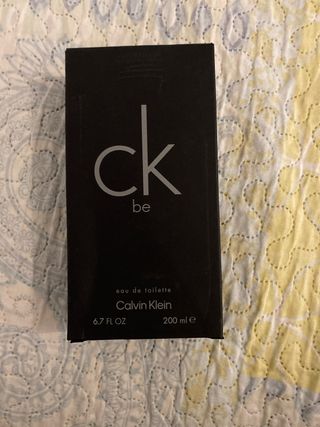 ck
be
eau de toilette
Calvin Klein
6.7 FL OZ 200 ml ℮